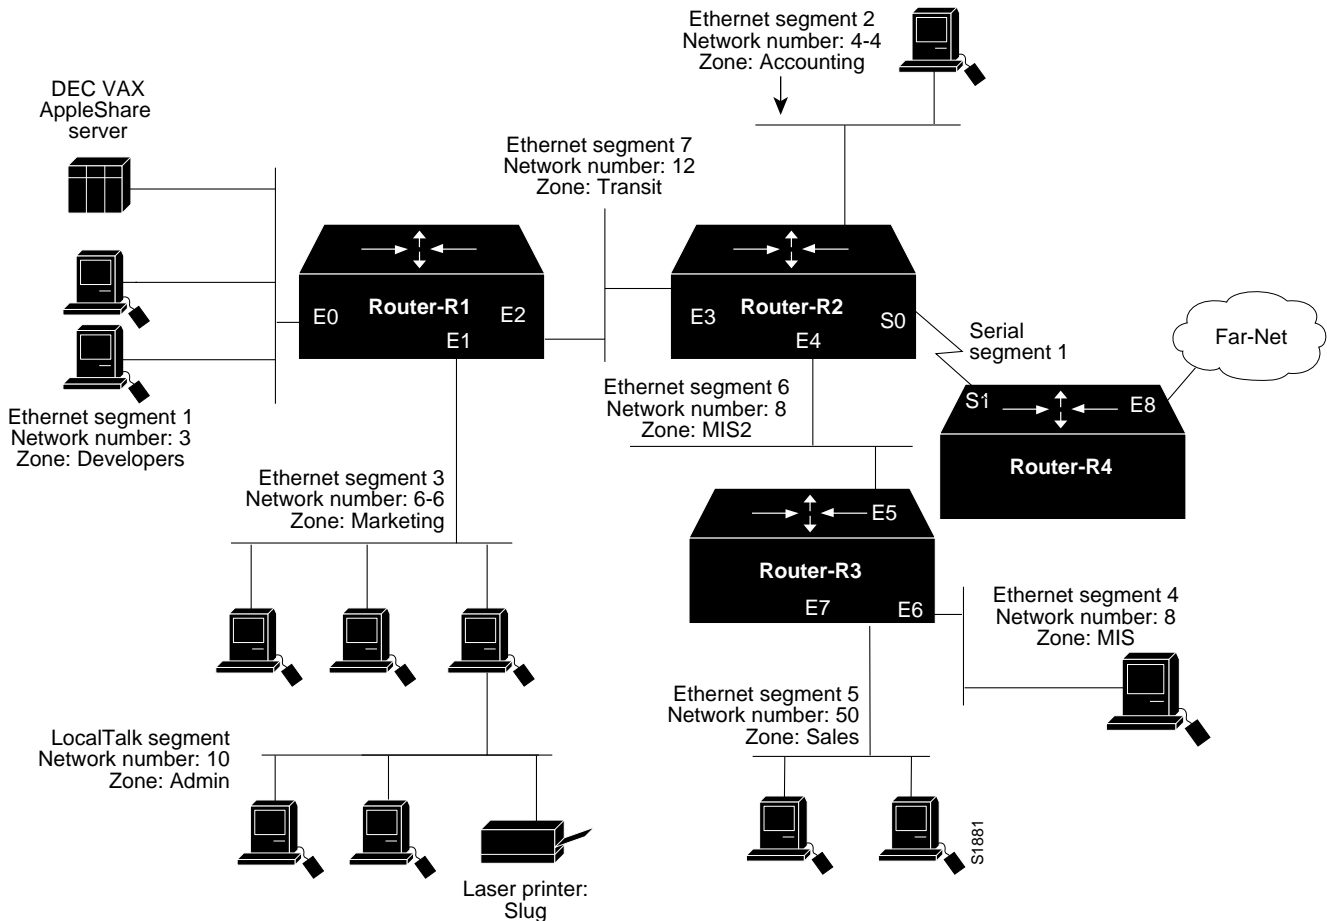 Ethernet segment 2
Network number: 4-4
Zone: Accounting
DEC VAX
AppleShare
server
Ethernet segment 7
Network number: 12
Zone: Transit
E0
Router-R1
E2
E1
E3
Router-R2
S0
E4
Serial
segment 1
Far-Net
Ethernet segment 6
Network number: 8
Zone: MIS2
S1
E8
Router-R4
Ethernet segment 1
Network number: 3
Zone: Developers
Ethernet segment 3
Network number: 6-6
Zone: Marketing
E5
Router-R3
E7
E6
Ethernet segment 4
Network number: 8
Zone: MIS
Ethernet segment 5
Network number: 50
Zone: Sales
LocalTalk segment
Network number: 10
Zone: Admin
S1881
Laser printer:
Slug